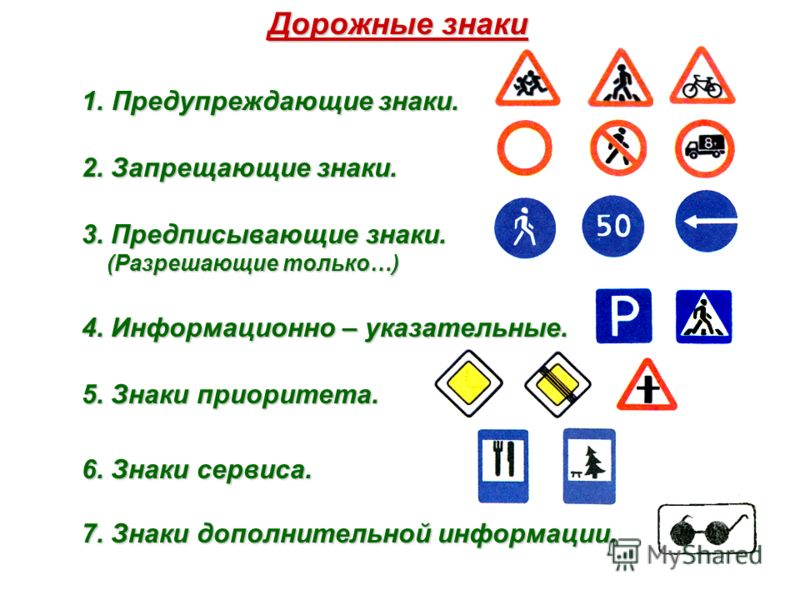 Дорожные знаки
1. Предупреждающие знаки.
2. Запрещающие знаки.
8
3. Предписывающие знаки.
50
(Разрешающие только…)
4. Информационно – указательные.
P
5. Знаки приоритета.
6. Знаки сервиса.
7. Знаки дополнительной информации.
MyShared